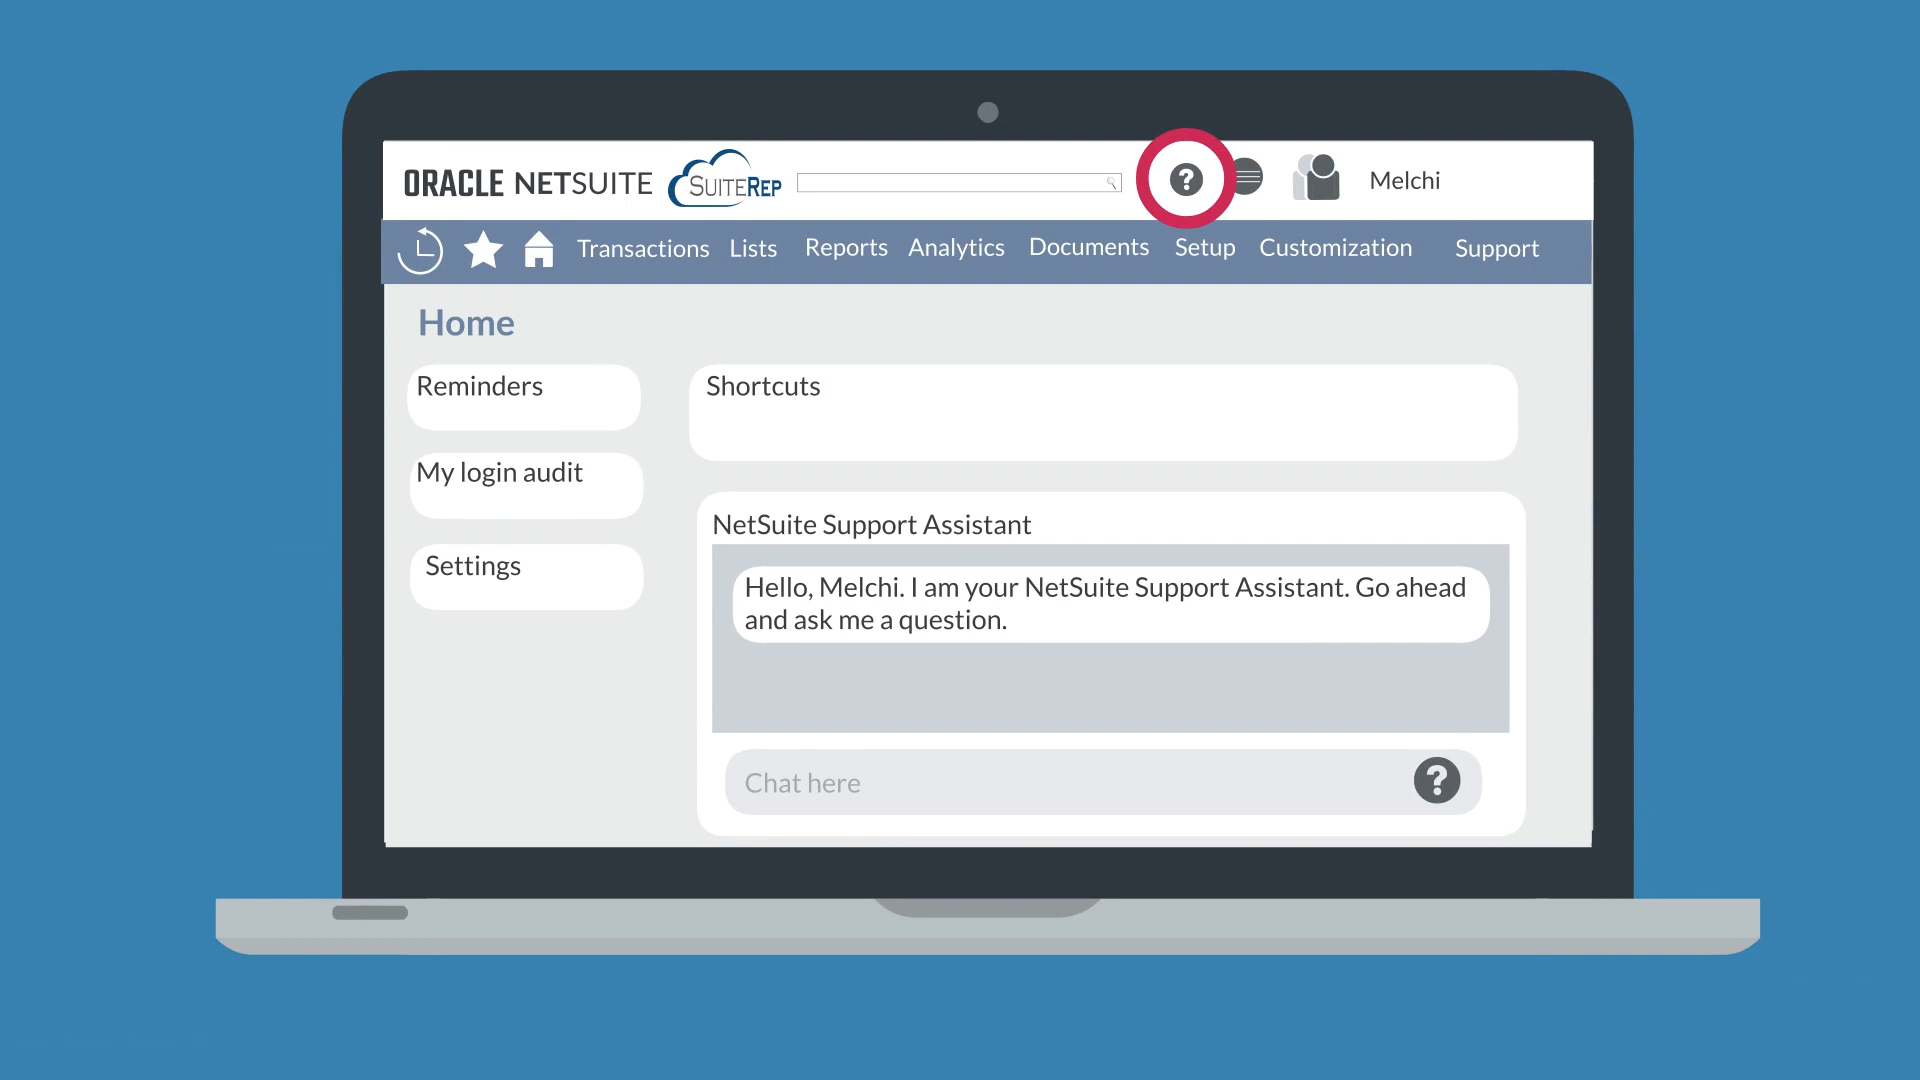 ORACLE NETSUITE SUITEREP ? Melchi
Transactions Lists Reports Analytics Documents Setup Customization Support
Home
Reminders
Shortcuts
My login audit
NetSuite Support Assistant
Settings
Hello, Melchi. I am your NetSuite Support Assistant. Go ahead
and ask me a question.
Chat here ?